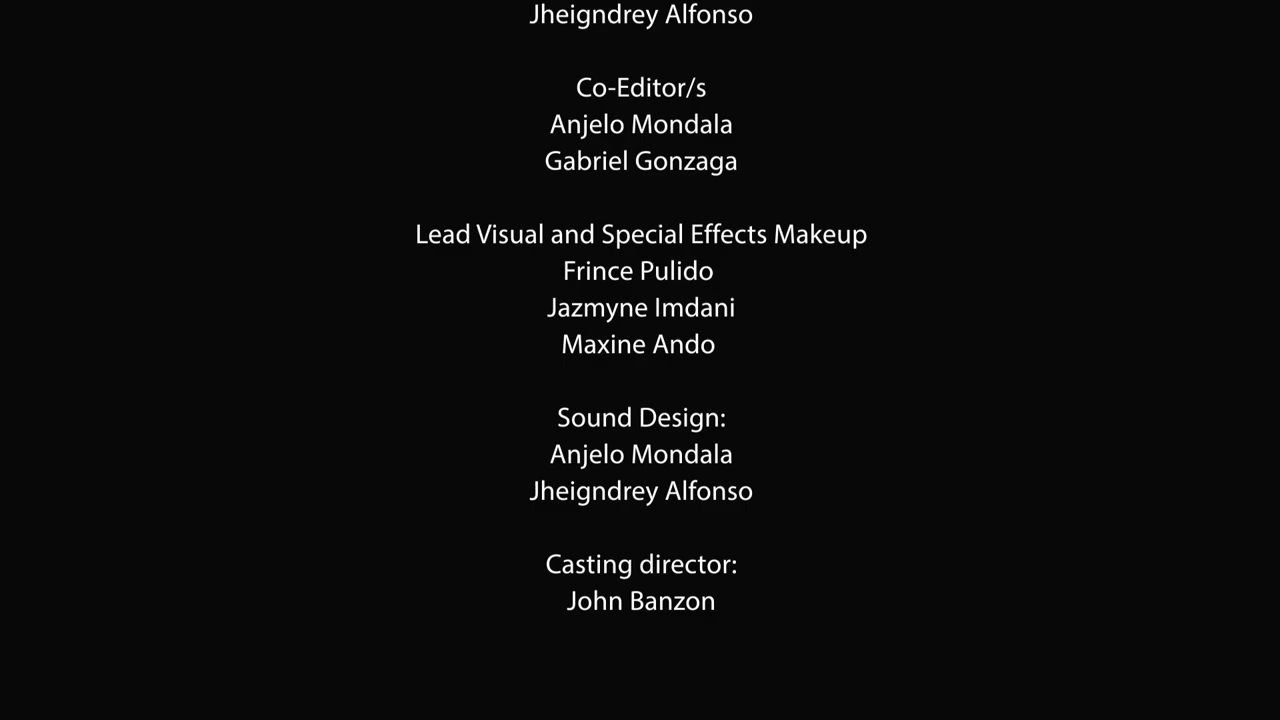 Jheigndrey Alfonso
Co-Editor/s
Anjelo Mondala
Gabriel Gonzaga
Lead Visual and Special Effects Makeup
Frince Pulido
Jazmyne Imdani
Maxine Ando
Sound Design:
Anjelo Mondala
Jheigndrey Alfonso
Casting director:
John Banzon